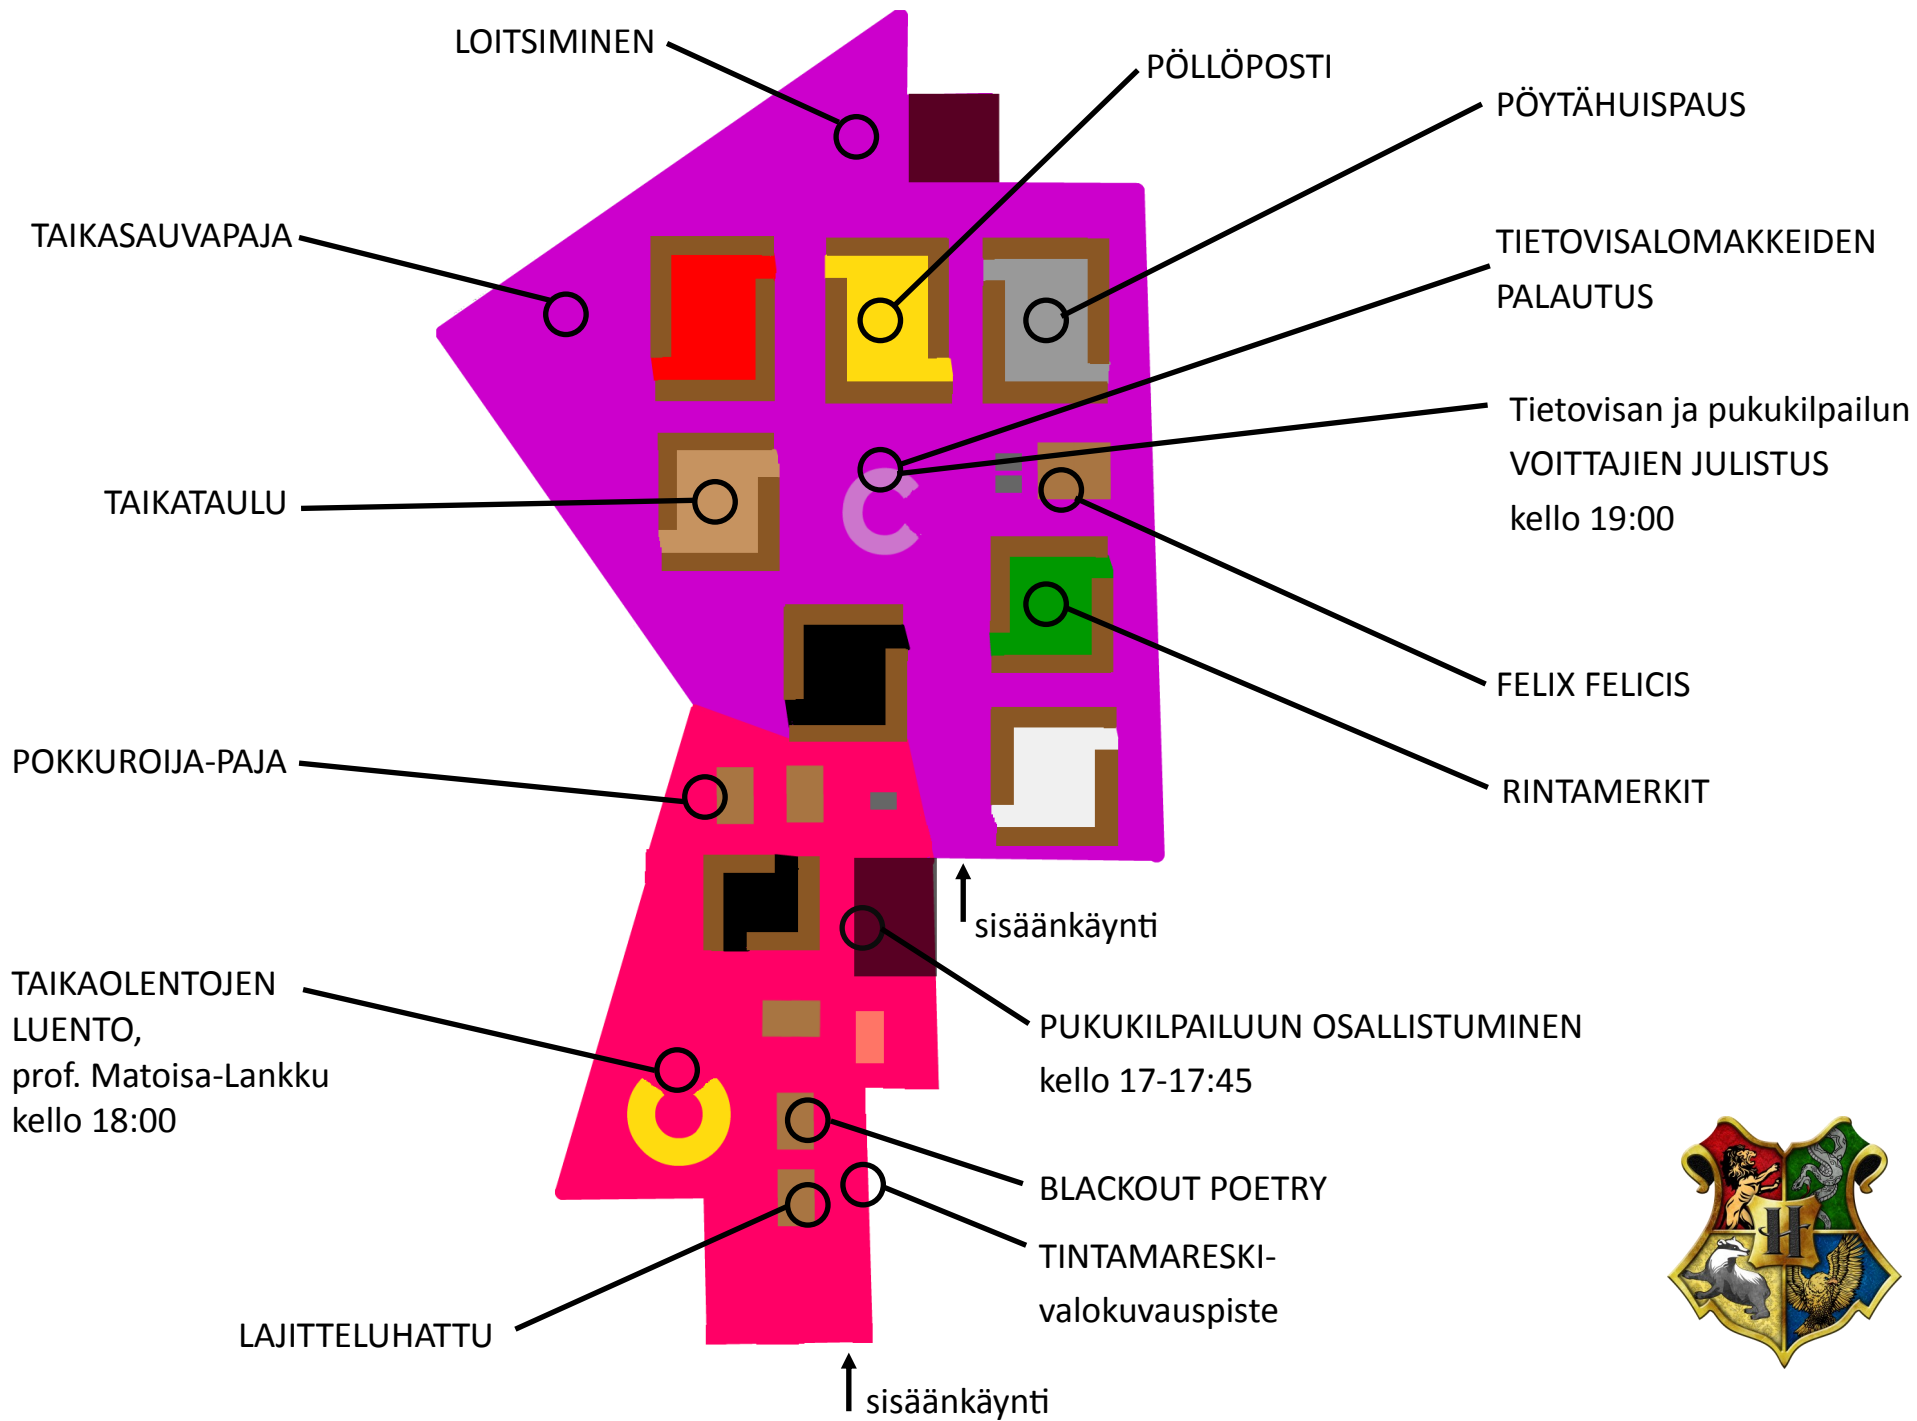 LOITSIMINEN
PÖLLÖPOSTI
PÖYTÄHUISPAUS
TAIKASAUVAPAJA
TIETOVISALOMAKKEIDEN
PALAUTUS
Tietovisan ja pukukilpailun
VOITTAJIEN JULISTUS
kello 19:00
TAIKATAULU
C
FELIX FELICIS
POKKUROIJA-PAJA
RINTAMERKIT
sisäänkäynti
TAIKAOLENTOJEN
LUENTO,
prof. Matoisa-Lankku
kello 18:00
PUKUKILPAILUUN OSALLISTUMINEN
kello 17-17:45
BLACKOUT POETRY
TINTAMARESKI-
valokuvauspiste
LAJITTELUHATTU
sisäänkäynti
H